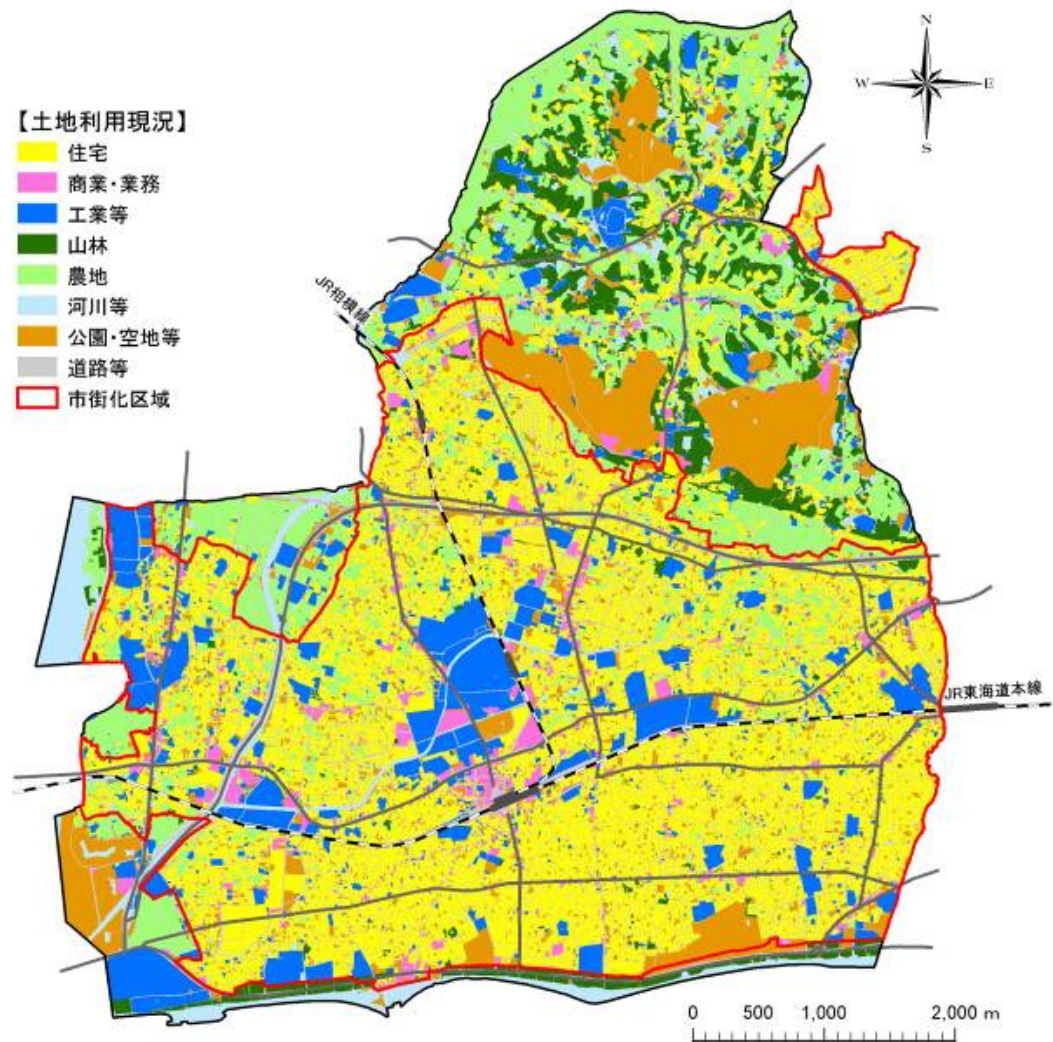 N
W
E
S
【土地利用現況】
住宅
商業・業務
工業等
山林
農地
河川等
公園・空地等
道路等
市街化区域
JR相模線
JR東海道本線
0 500 1,000 2,000 m